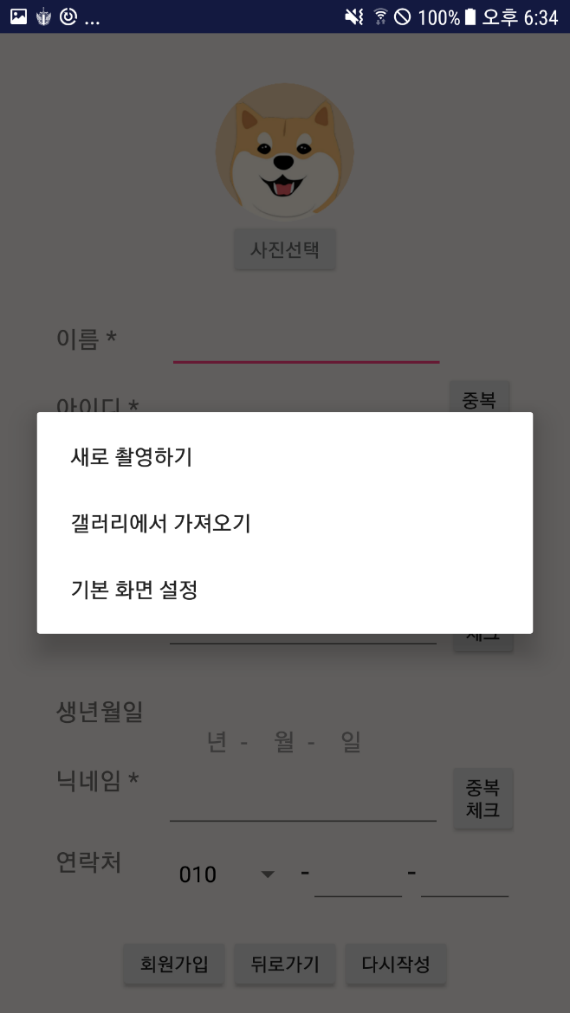 ... 100% 오후 6:34
사진선택
이름 *
아이디 *
중복
새로 촬영하기
갤러리에서 가져오기
기본 화면 설정
체크
생년월일
년 - 월 - 일
닉네임 *
중복
체크
연락처
010 - -
회원가입 뒤로가기 다시작성